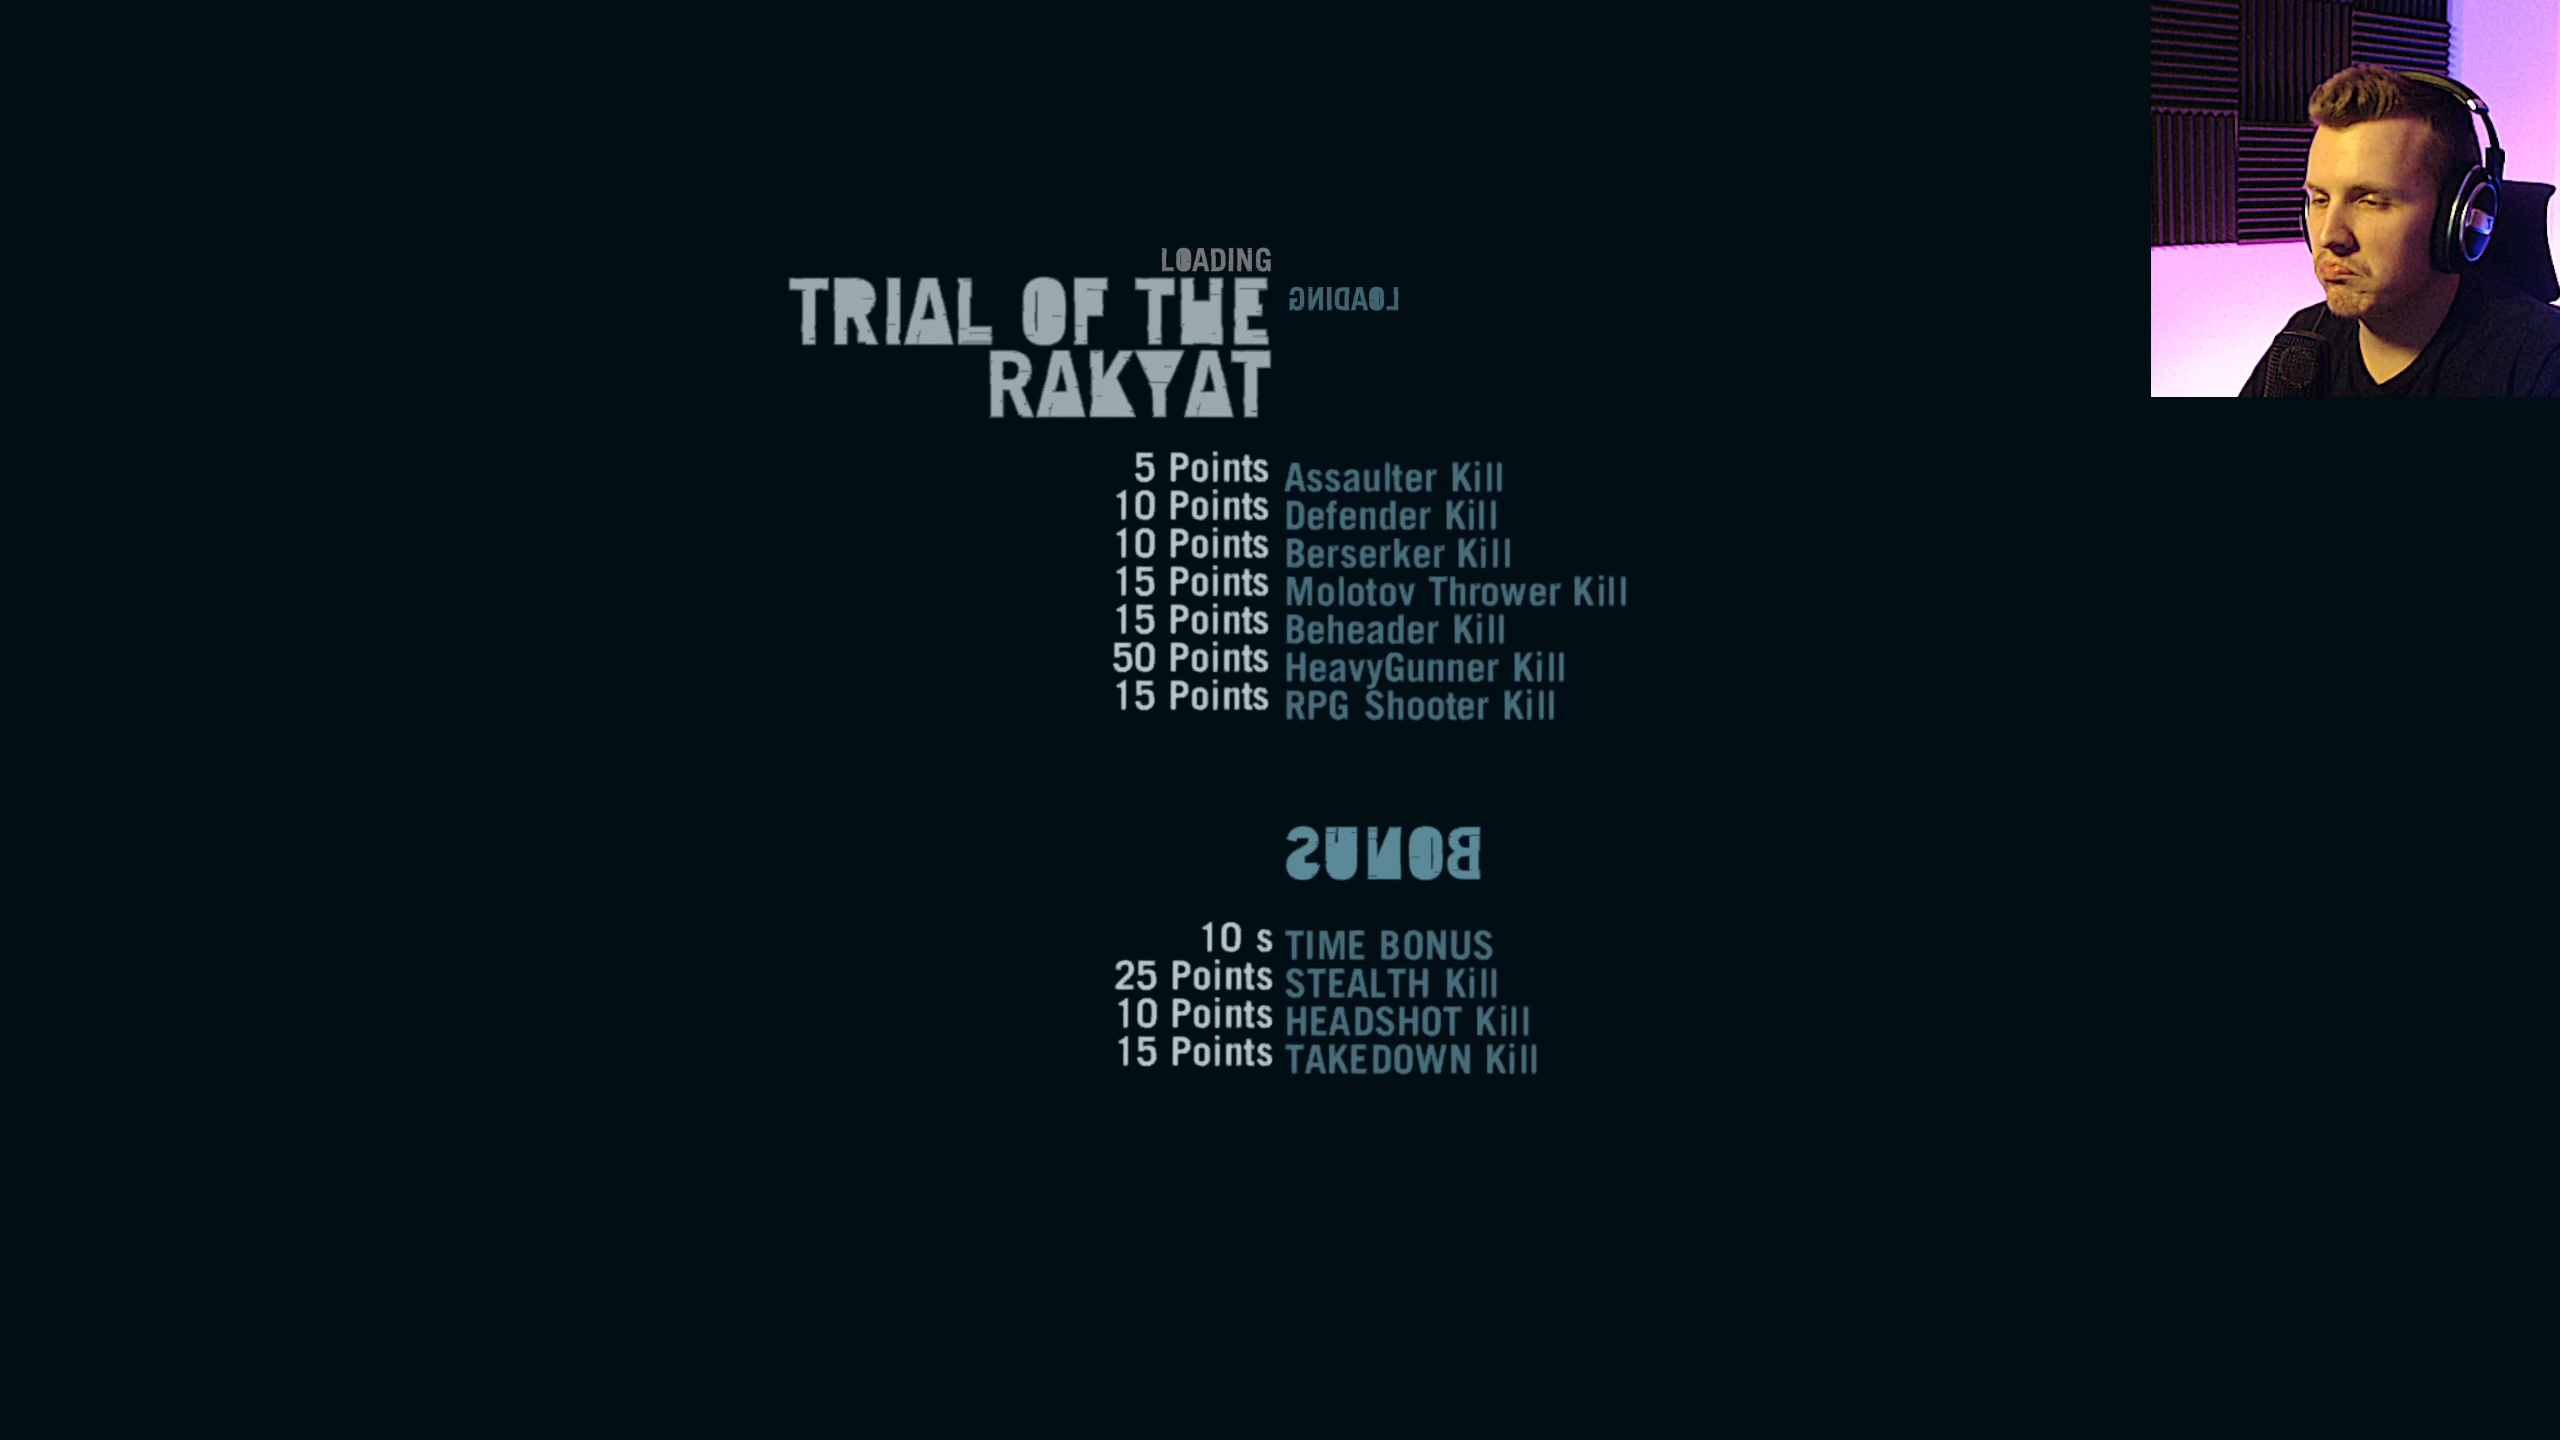 LOADING
TRIAL OF THE
RAKYAT
LOADING
5 Points Assaulter Kill
10 Points Defender Kill
10 Points Berserker Kill
15 Points Molotov Thrower Kill
15 Points Beheader Kill
50 Points HeavyGunner Kill
15 Points RPG Shooter Kill
BONUS
10 s TIME BONUS
25 Points STEALTH Kill
10 Points HEADSHOT Kill
15 Points TAKEDOWN Kill